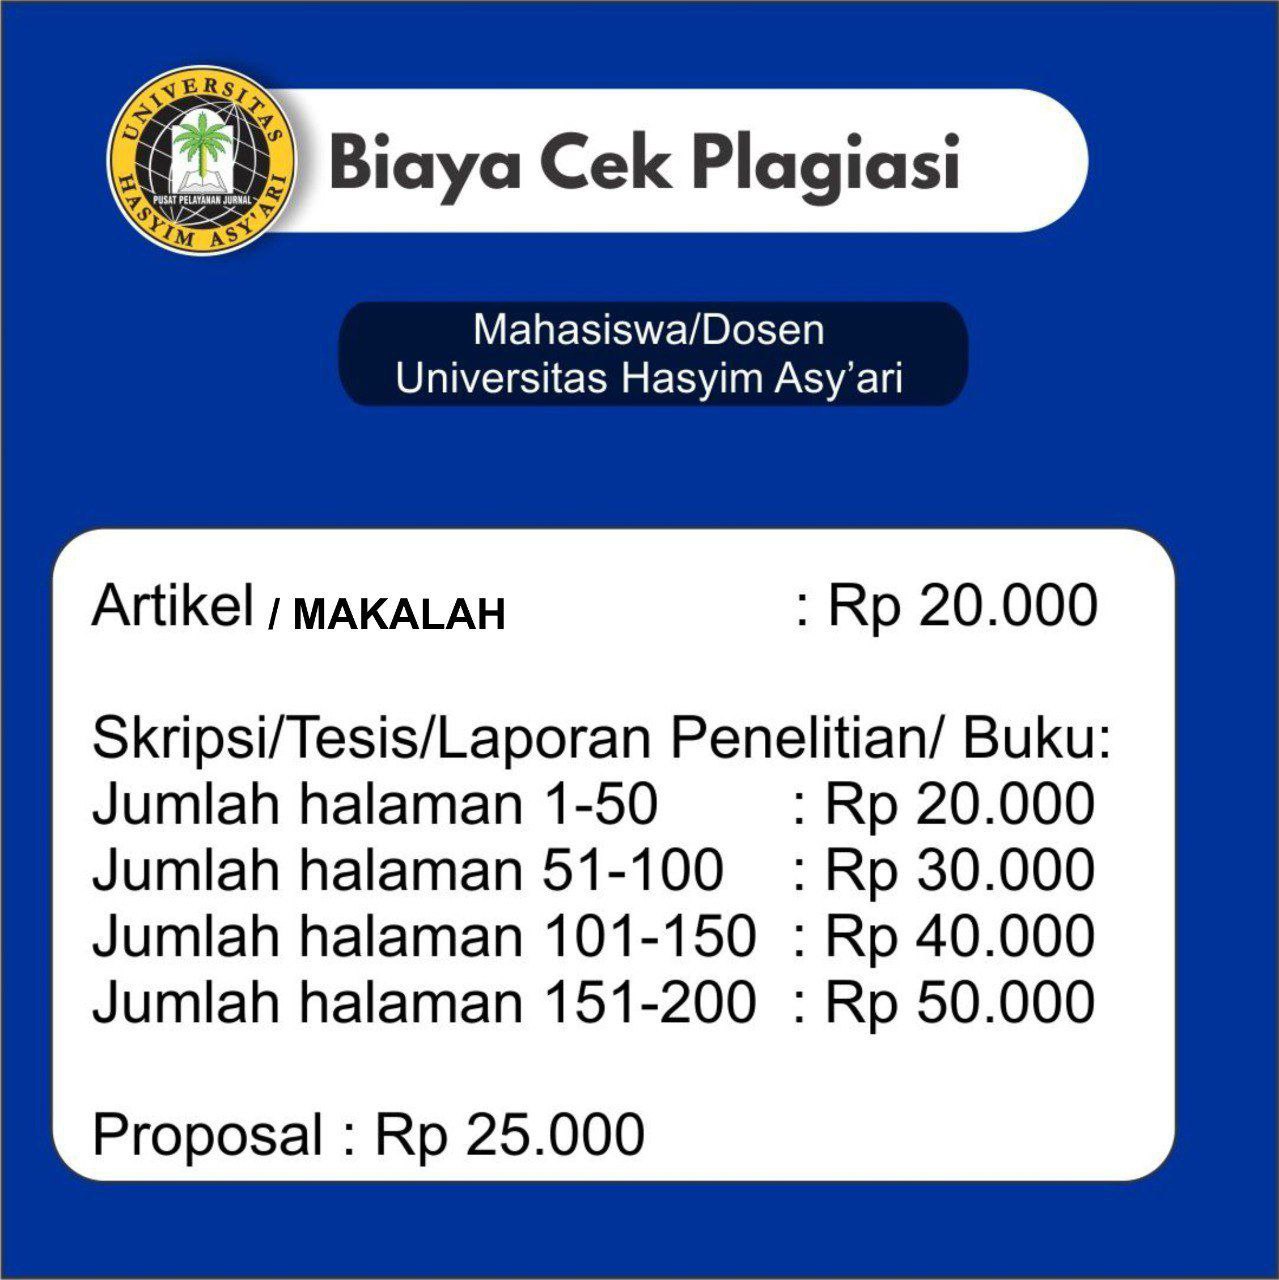 UNIVERSITAS
HASYIM ASY'ARI
PUSAT PELAYANAN JURNAL
Biaya Cek Plagiasi
Mahasiswa/Dosen
Universitas Hasyim Asy’ari
Artikel / MAKALAH : Rp 20.000
Skripsi/Tesis/Laporan Penelitian/ Buku:
Jumlah halaman 1-50 : Rp 20.000
Jumlah halaman 51-100 : Rp 30.000
Jumlah halaman 101-150 : Rp 40.000
Jumlah halaman 151-200 : Rp 50.000
Proposal : Rp 25.000